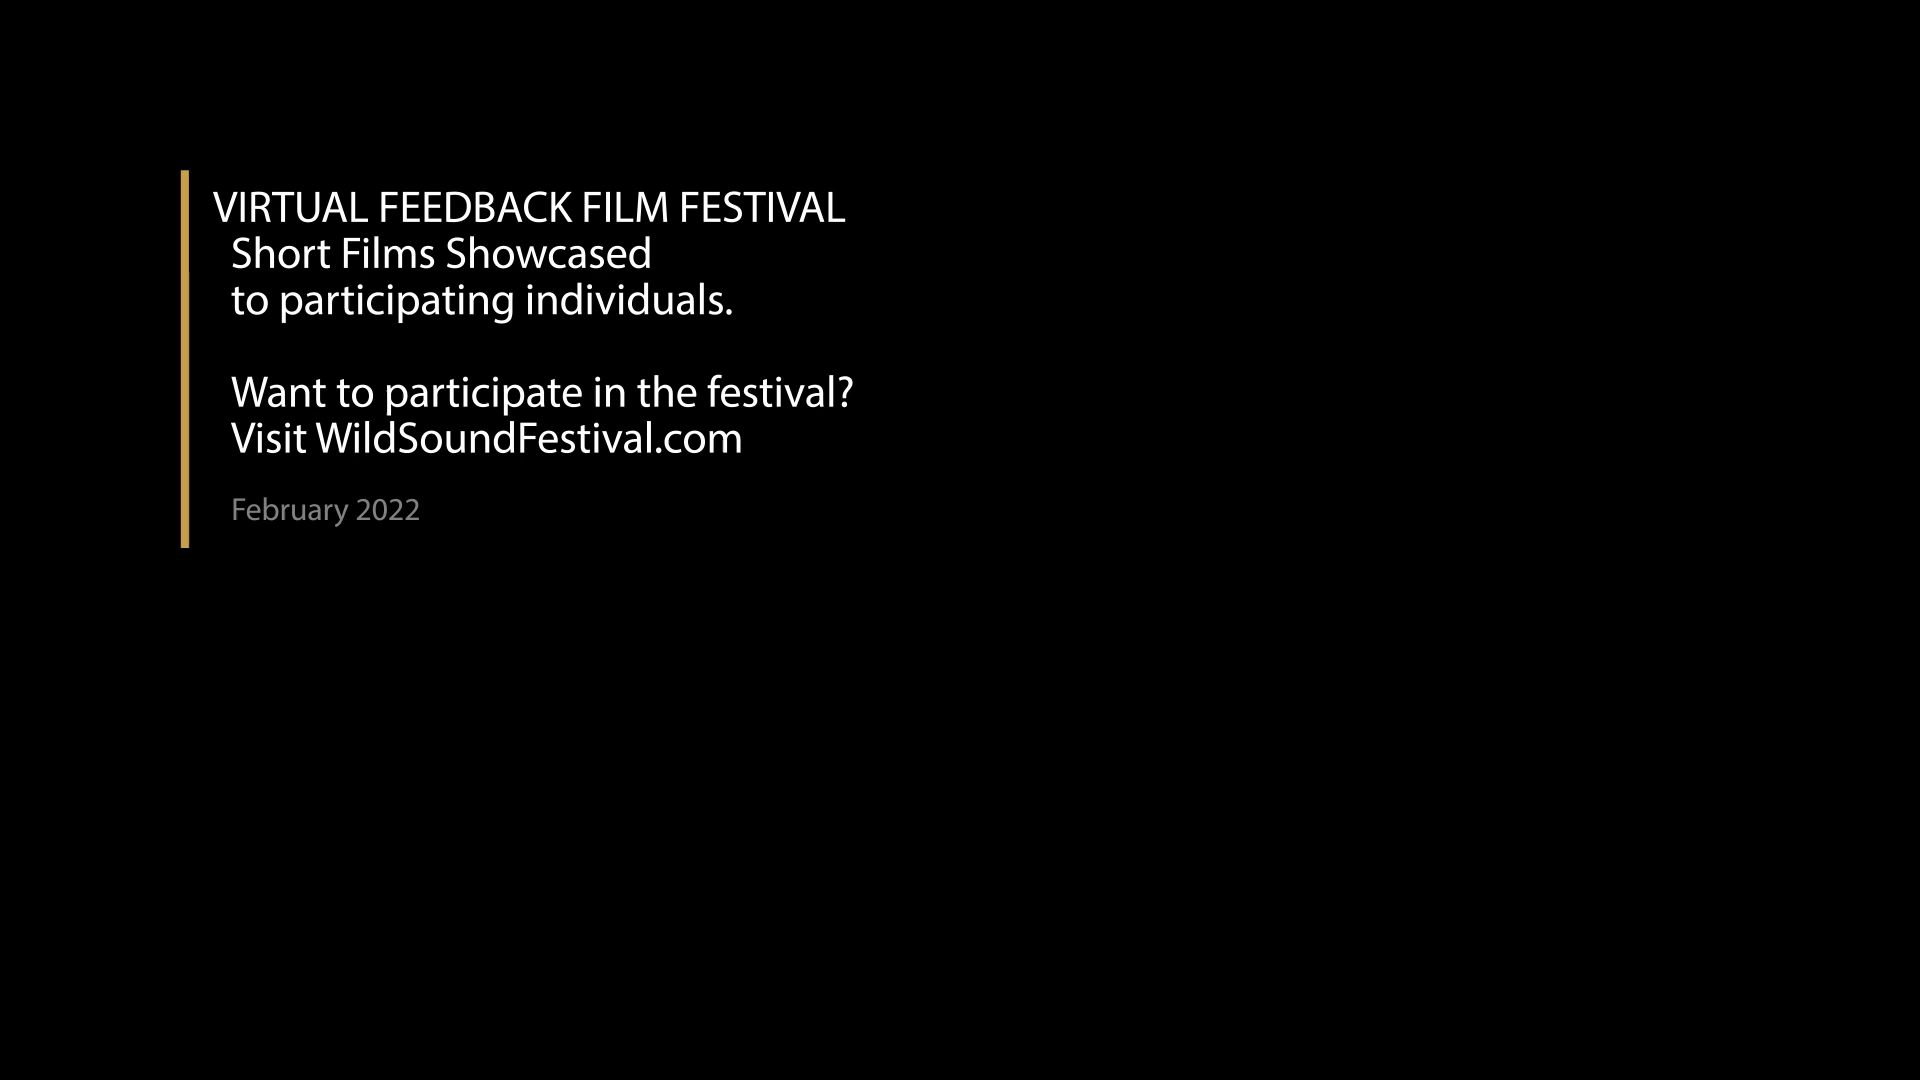 VIRTUAL FEEDBACK FILM FESTIVAL
Short Films Showcased
to participating individuals.
Want to participate in the festival?
Visit WildSoundFestival.com
February 2022